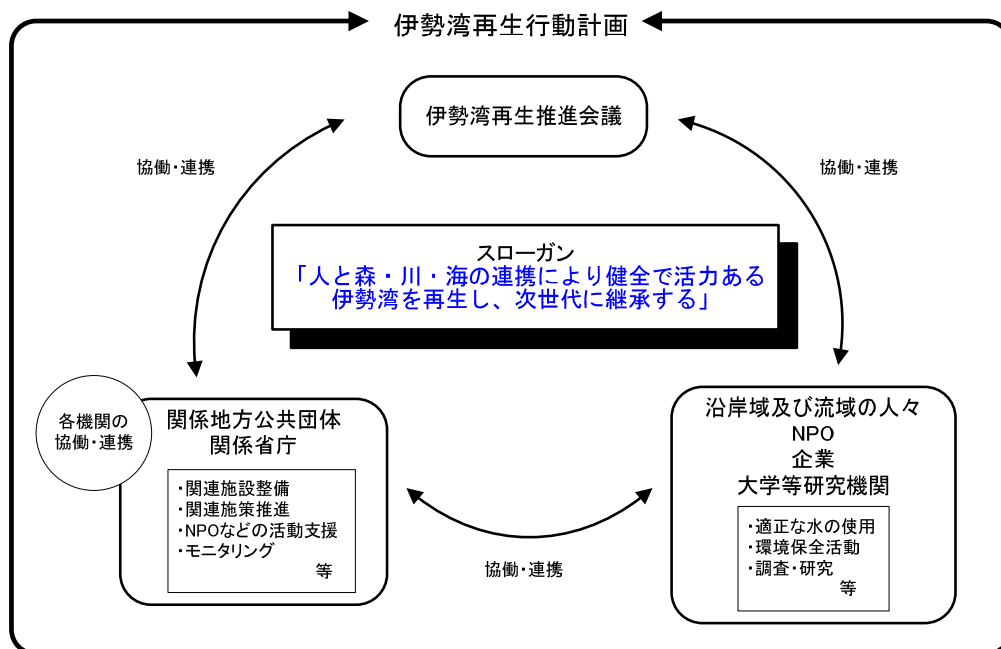 伊勢湾再生行動計画
伊勢湾再生推進会議
協働・連携
協働・連携
スローガン
「人と森・川・海の連携により健全で活力ある
伊勢湾を再生し、次世代に継承する」
各機関の
協働・連携
関係地方公共団体
関係省庁
・関連施設整備
・関連施策推進
・NPOなどの活動支援
・モニタリング
等
沿岸域及び流域の人々
NPO
企業
大学等研究機関
・適正な水の使用
・環境保全活動
・調査・研究
等
協働・連携